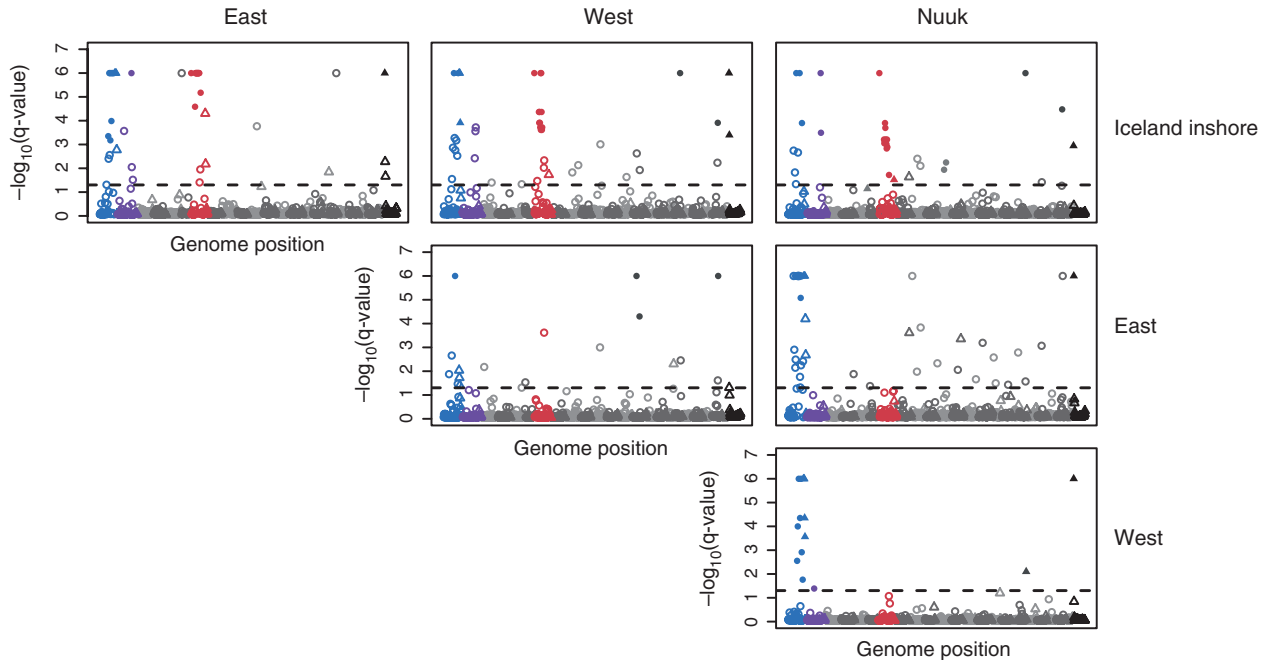 East West Nuuk
7
6
5
4
3
2
1
0
–log10(q-value)
Genome position
Iceland inshore
7
6
5
4
3
2
1
0
–log10(q-value)
Genome position
East
7
6
5
4
3
2
1
0
–log10(q-value)
Genome position
West